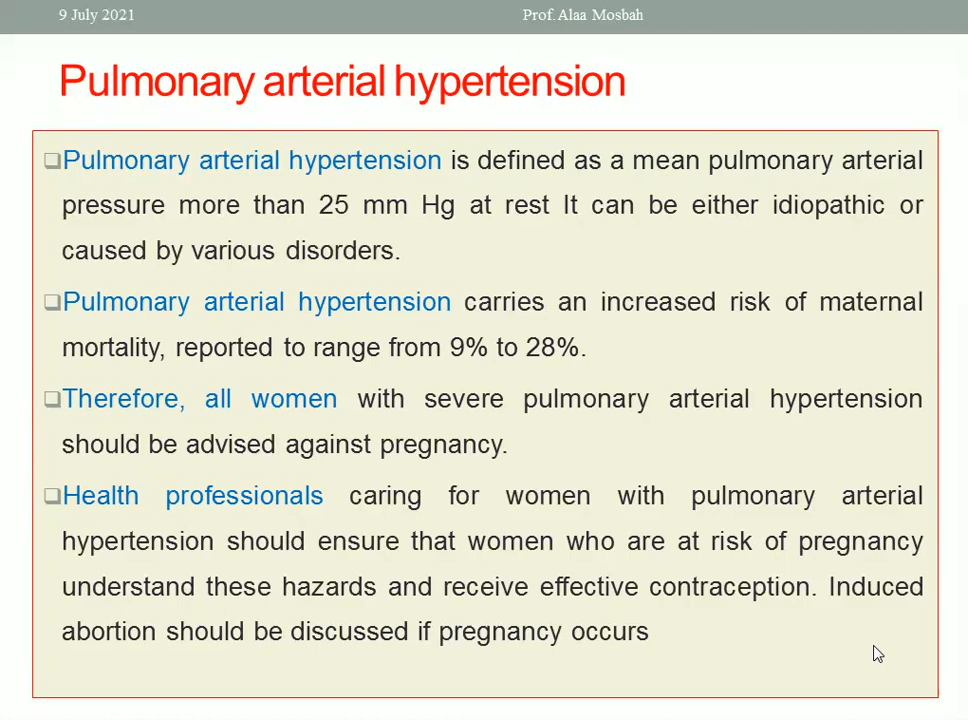 9 July 2021
Prof.Alaa Mosbah
Pulmonary arterial hypertension
Pulmonary arterial hypertension is defined as a mean pulmonary arterial
pressure more than 25 mm Hg at rest It can be either idiopathic or
caused by various disorders.
Pulmonary arterial hypertension carries an increased risk of maternal
mortality, reported to range from 9% to 28%.
Therefore, all women with severe pulmonary arterial hypertension
should be advised against pregnancy.
Health professionals caring for women with pulmonary arterial
hypertension should ensure that women who are at risk of pregnancy
understand these hazards and receive effective contraception. Induced
abortion should be discussed if pregnancy occurs